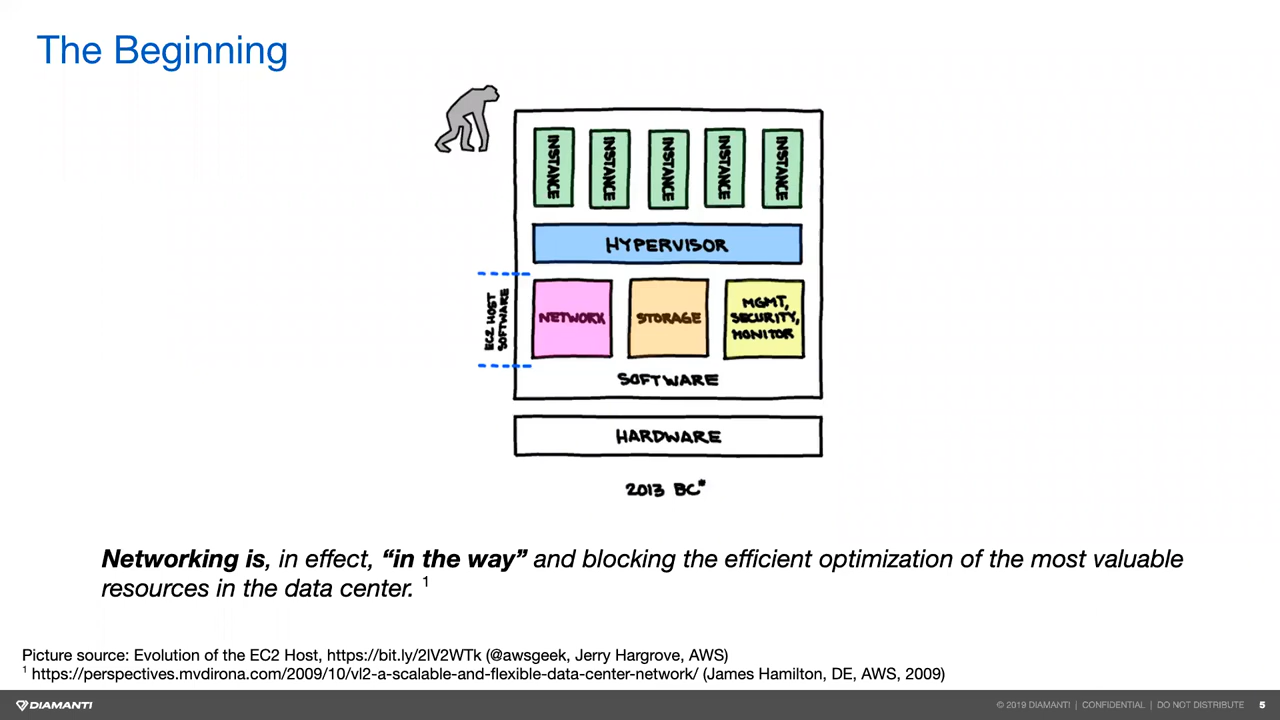 The Beginning
INSTANCE
INSTANCE
INSTANCE
INSTANCE
INSTANCE
HYPERVISOR
EC2 HOST
SOFTWARE
NETWORK
STORAGE
MGMT,
SECURITY,
MONITOR
SOFTWARE
HARDWARE
2013 BC*
Networking is, in effect, “in the way” and blocking the efficient optimization of the most valuable
resources in the data center. 1
Picture source: Evolution of the EC2 Host, https://bit.ly/2lV2WTk (@awsgeek, Jerry Hargrove, AWS)
1 https://perspectives.mvdirona.com/2009/10/vl2-a-scalable-and-flexible-data-center-network/ (James Hamilton, DE, AWS, 2009)
DIAMANTI
© 2019 DIAMANTI | CONFIDENTIAL | DO NOT DISTRIBUTE 5